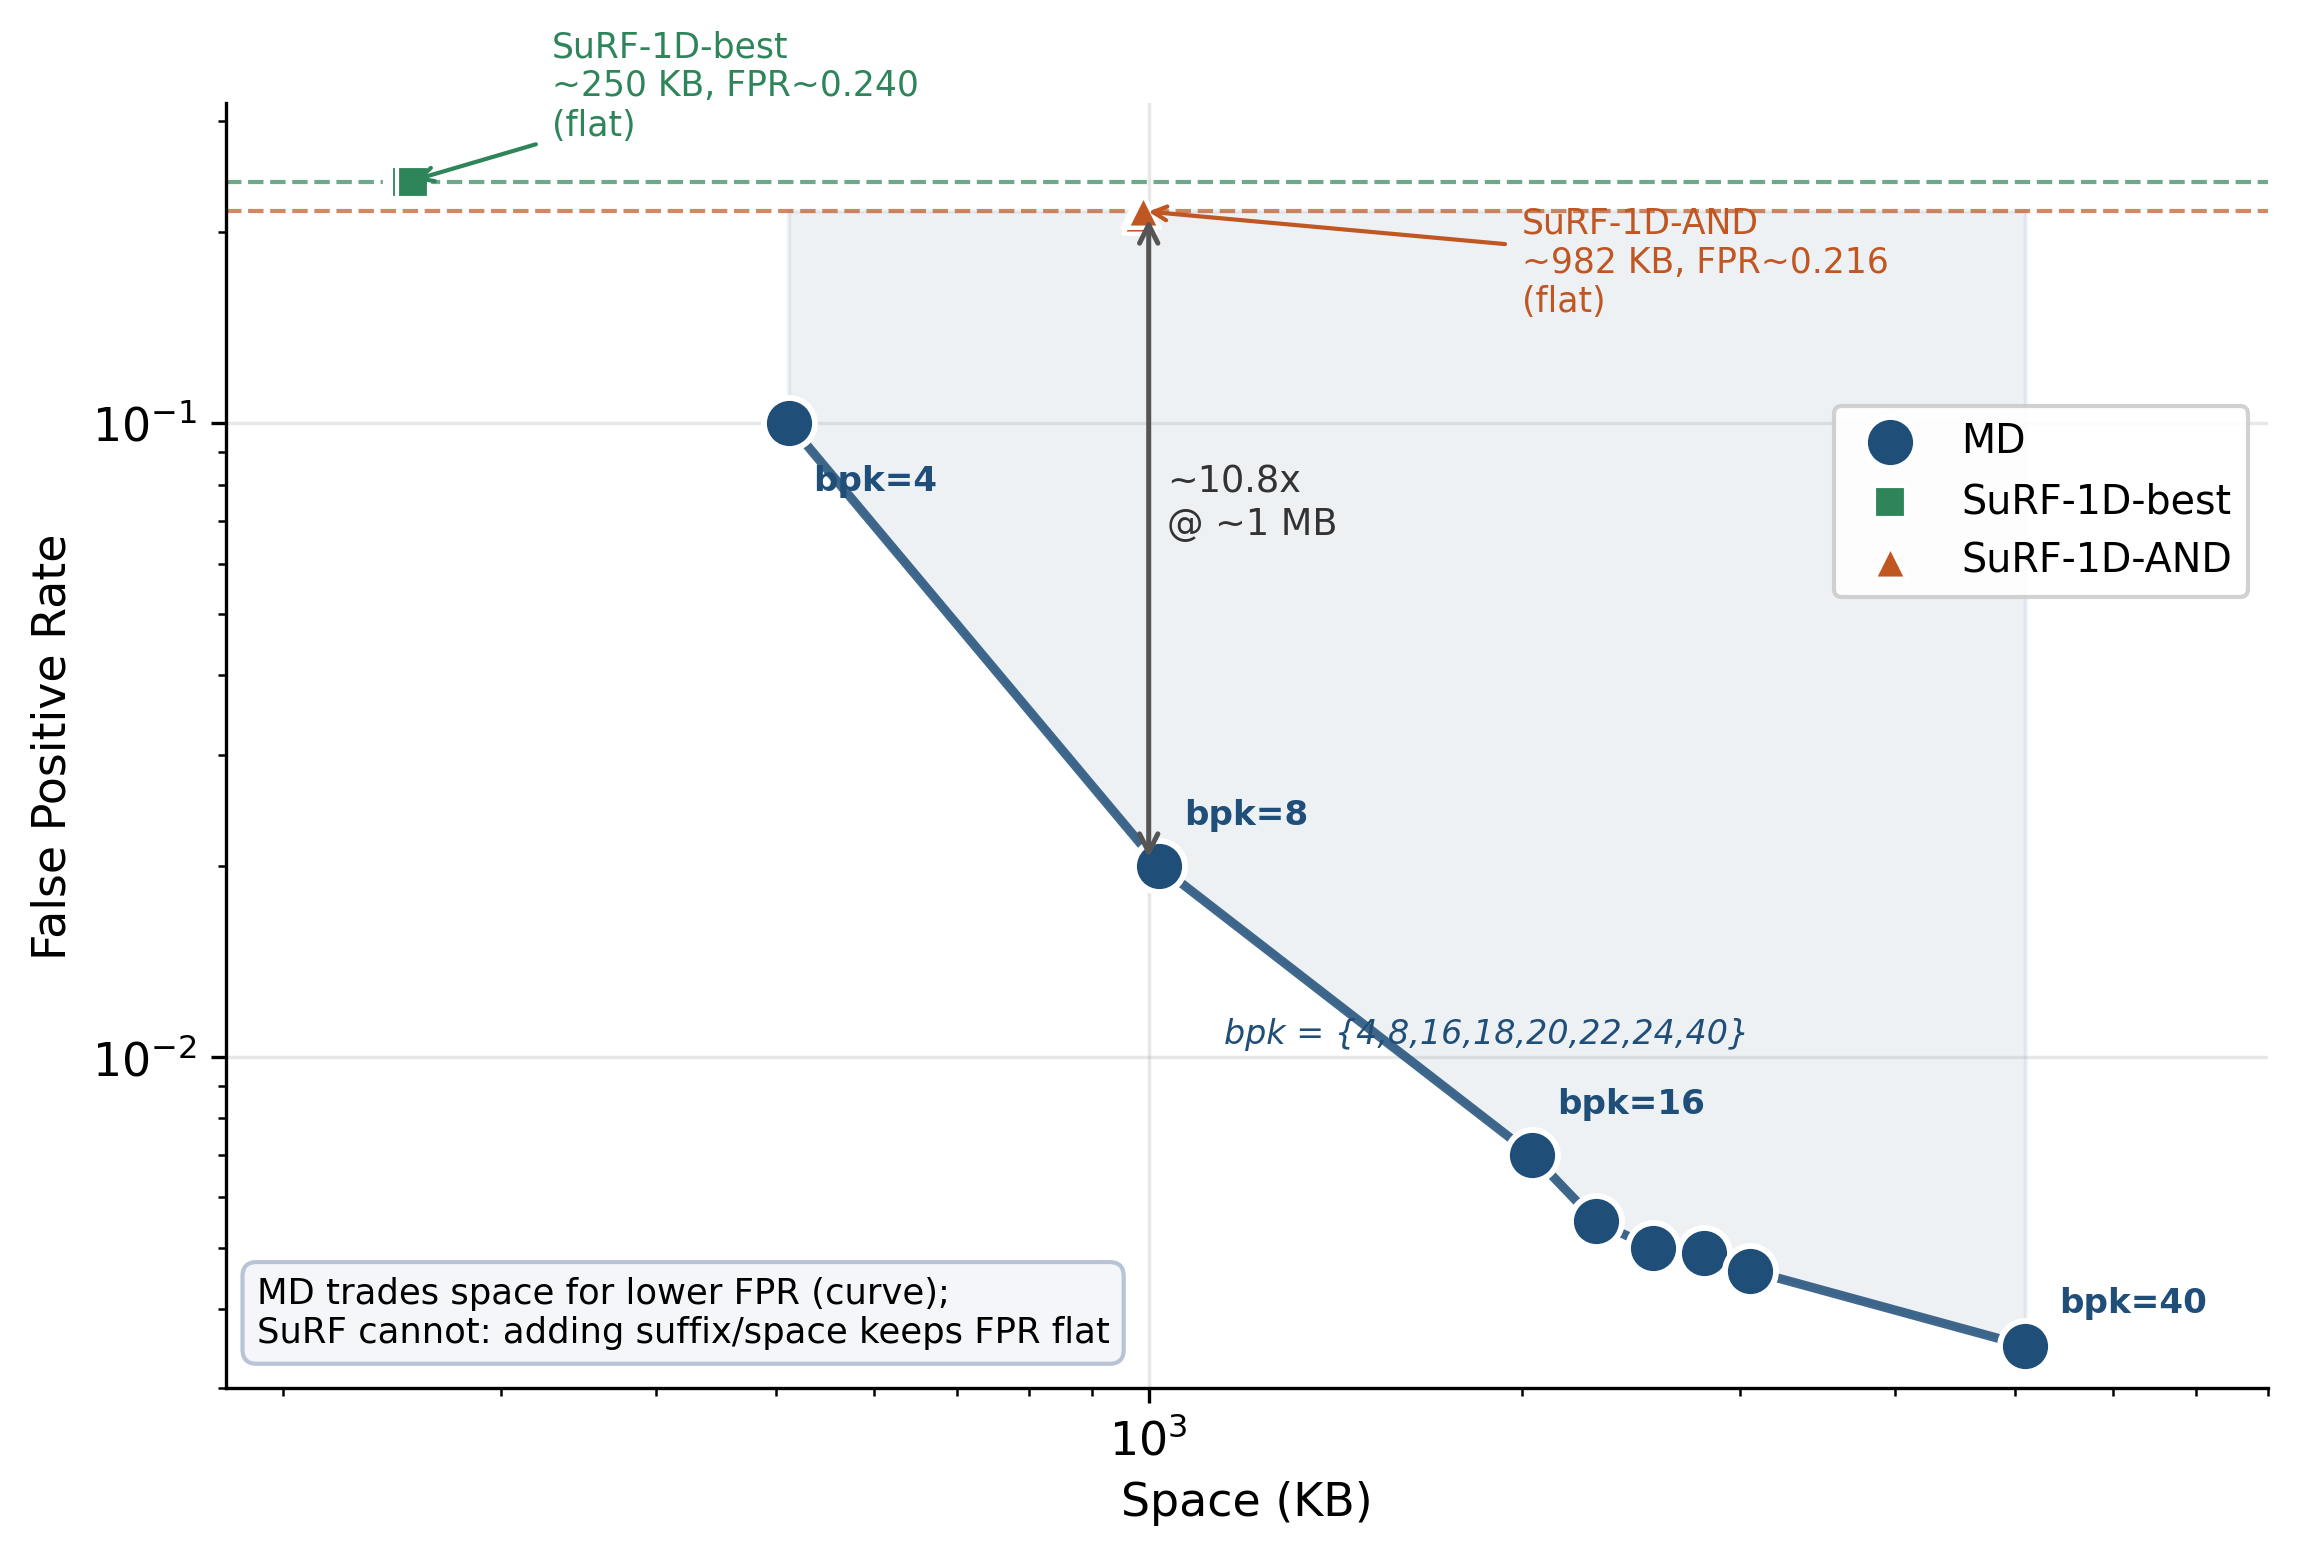 SuRF-1D-best
~250 KB, FPR~0.240
(flat)
SuRF-1D-AND
~982 KB, FPR~0.216
(flat)
10⁻¹
bpk=4
~10.8x
@ ~1 MB
MD
SuRF-1D-best
SuRF-1D-AND
False Positive Rate
bpk=8
bpk = {4,8,16,18,20,22,24,40}
10⁻²
bpk=16
MD trades space for lower FPR (curve);
SuRF cannot: adding suffix/space keeps FPR flat
bpk=40
10³
Space (KB)